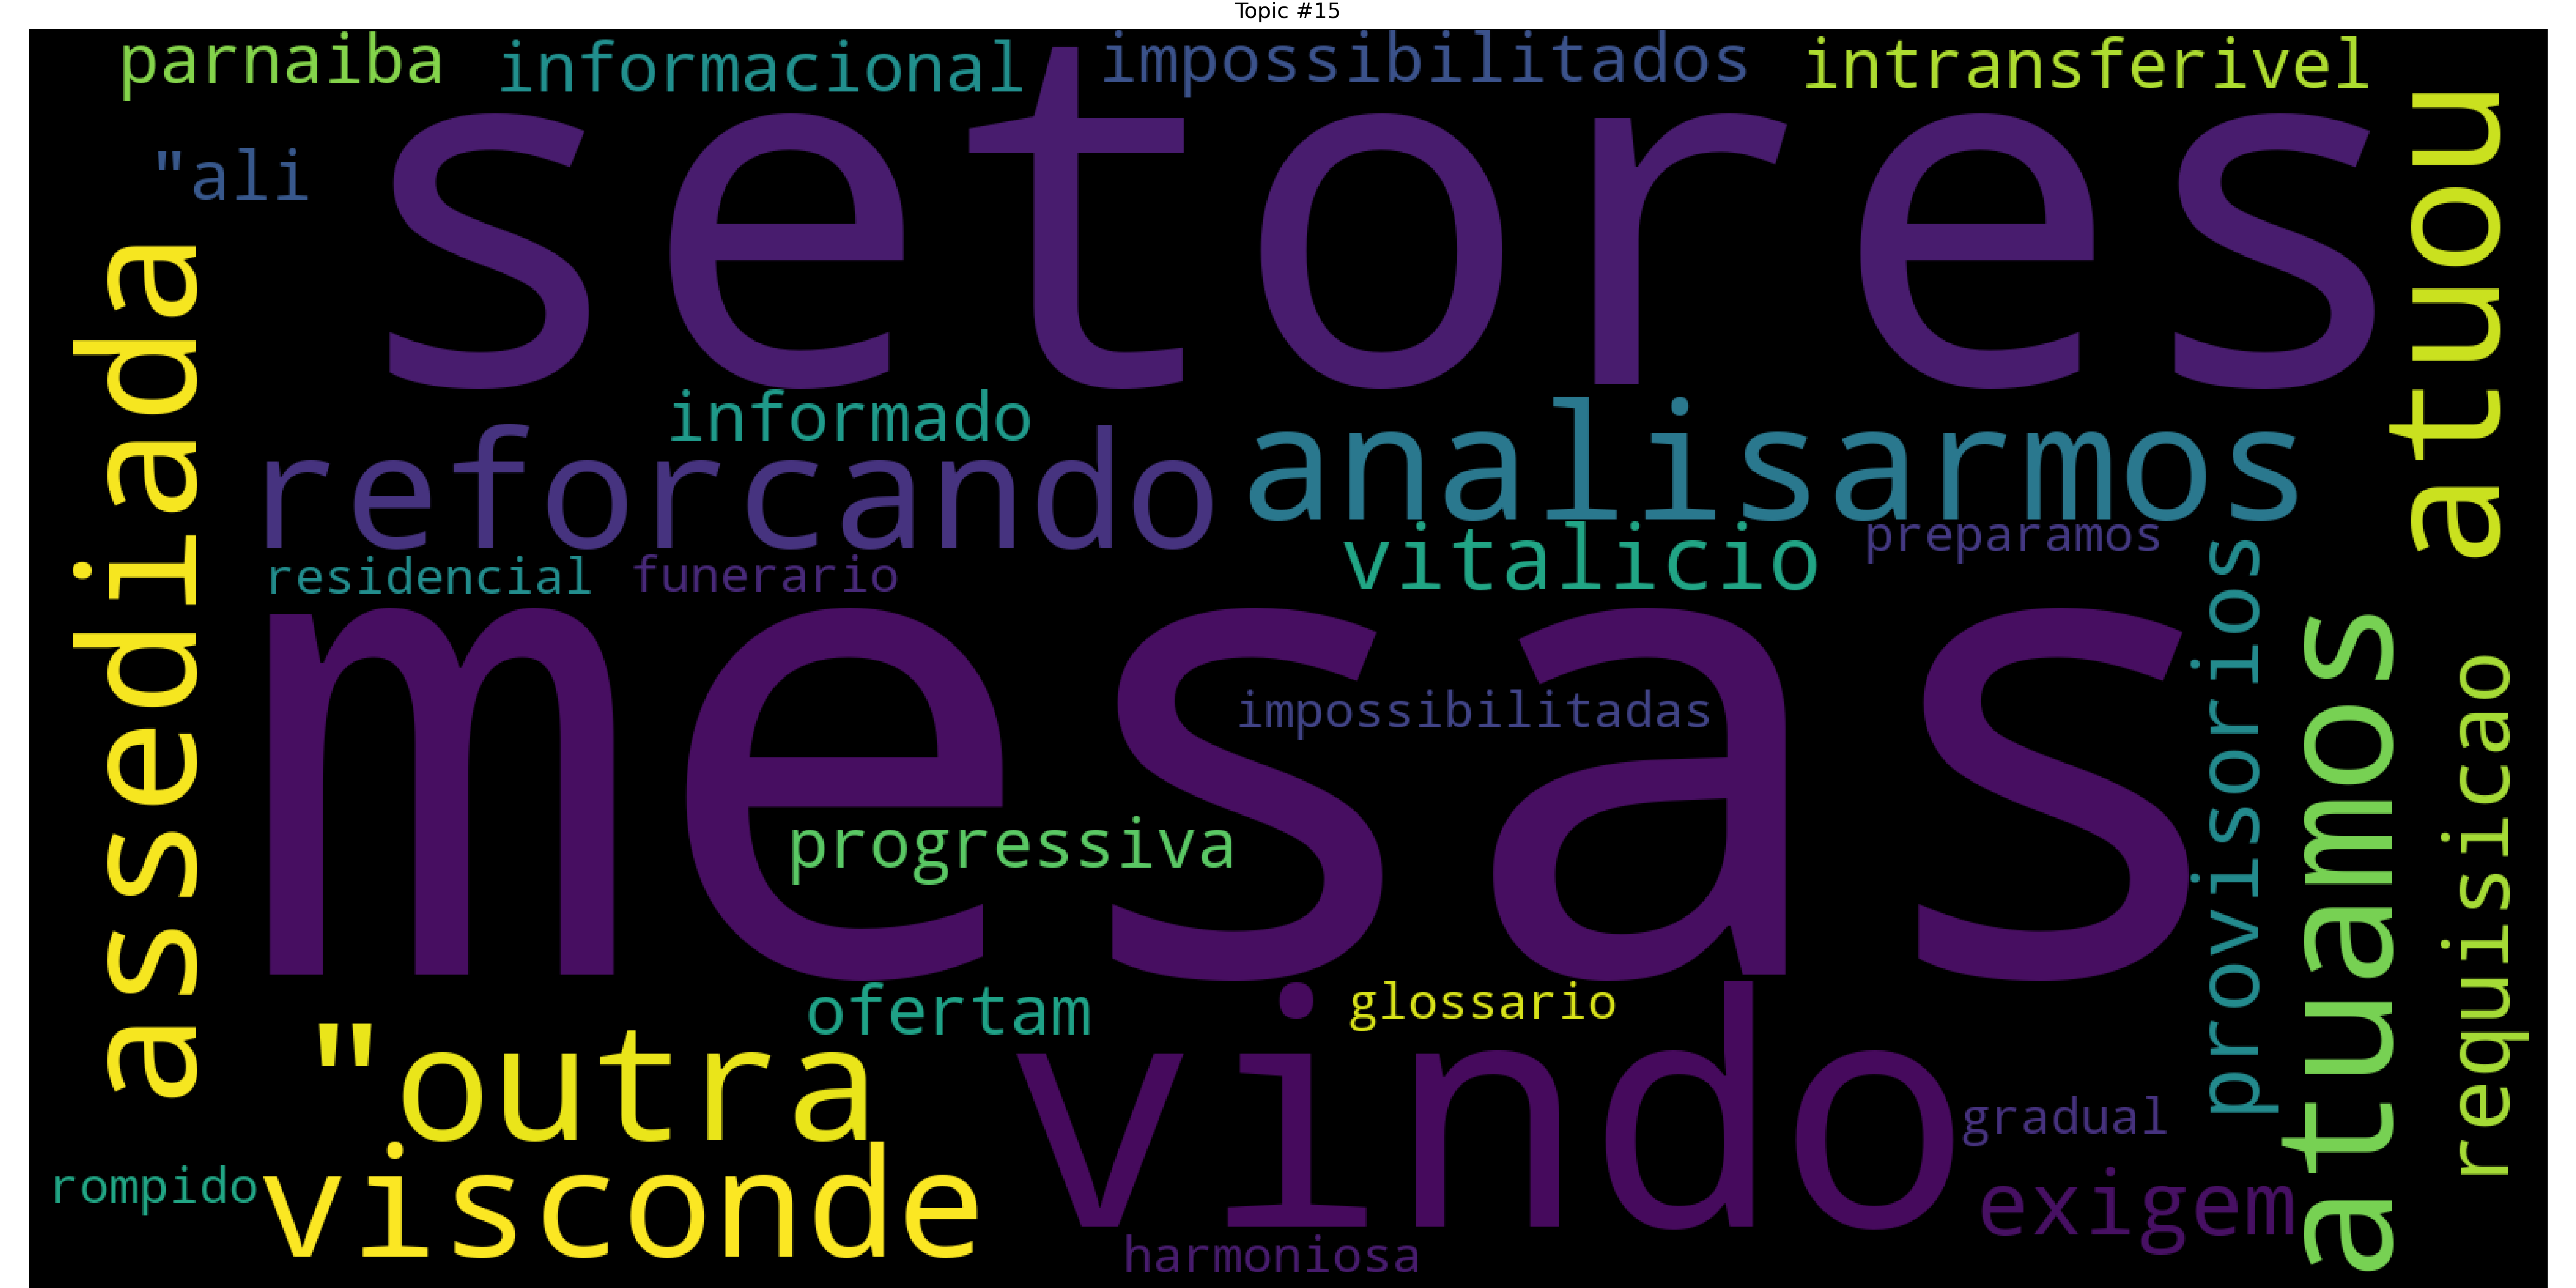 Topic #15
parnaiba
informacional
impossibilitados
intransferivel
"ali
setores
atuou
assediada
informado
reforcando
analisarmos
vitalicio
preparamos
residencial
funerario
mesas
impossibilitadas
provisorios
atuamos
requisicao
progressiva
ofertam
glossario
"outra
vindo
gradual
rompido
visconde
exigem
harmoniosa